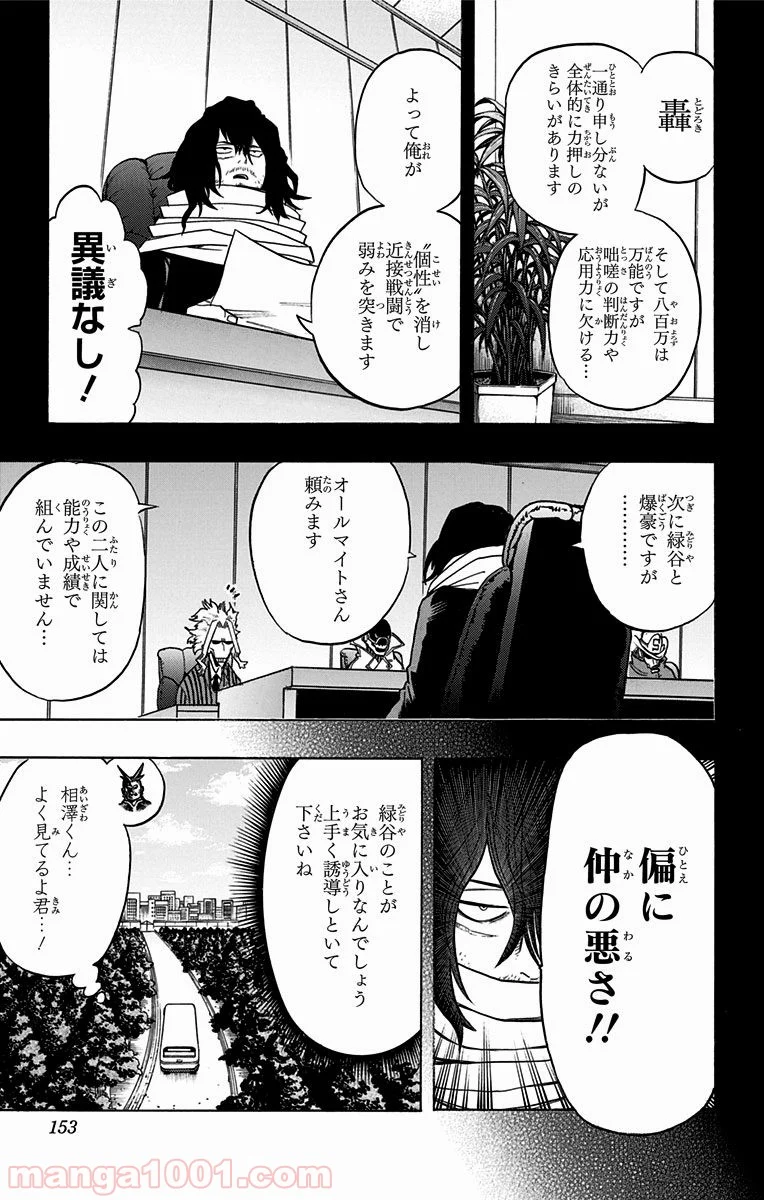 轟
一通り申し分ないが
全体的に力押しの
きらいがあります
そして八百万は
万能ですが
咄嗟の判断力や
応用力に欠ける…
よって俺が
〝個性〟を消し
近接戦闘で
弱みを突きます
異議なし!
次に緑谷と
爆豪ですが
…………
オールマイトさん
頼みます
この二人に関しては
能力や成績で
組んでいません…
偏に
仲の悪さ!!
緑谷のことが
お気に入りなんでしょう
上手く誘導しといて
下さいね
相澤くん…
よく見てるよ君…!
153
manga1001.com